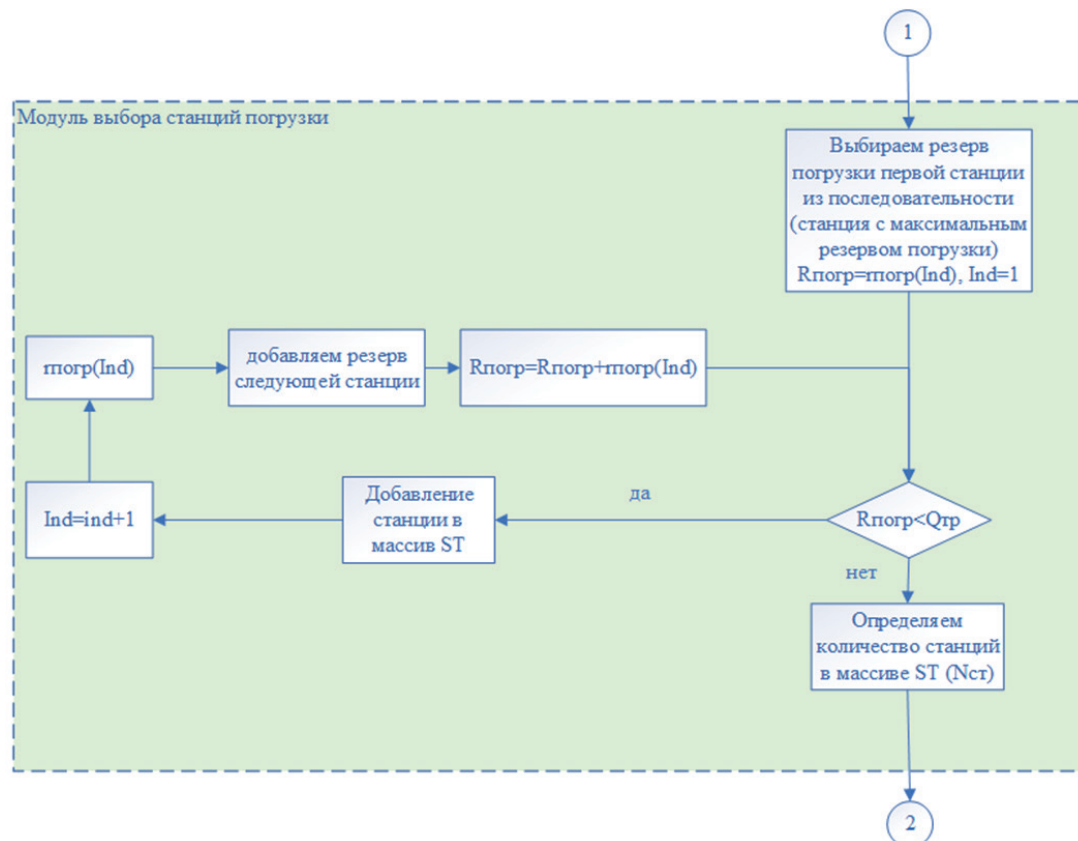 1
Модуль выбора станций погрузки
Выбираем резерв
погрузки первой станции
из последовательности
(станция с максимальным
резервом погрузки)
Rпогр=rпогр(Ind), Ind=1
rпогр(Ind)
добавляем резерв
следующей станции
Rпогр=Rпогр+rпогр(Ind)
Ind=ind+1
Добавление
станции в
массив ST
да
Rпогр<Qтр
нет
Определяем
количество станций
в массиве ST (Nст)
2